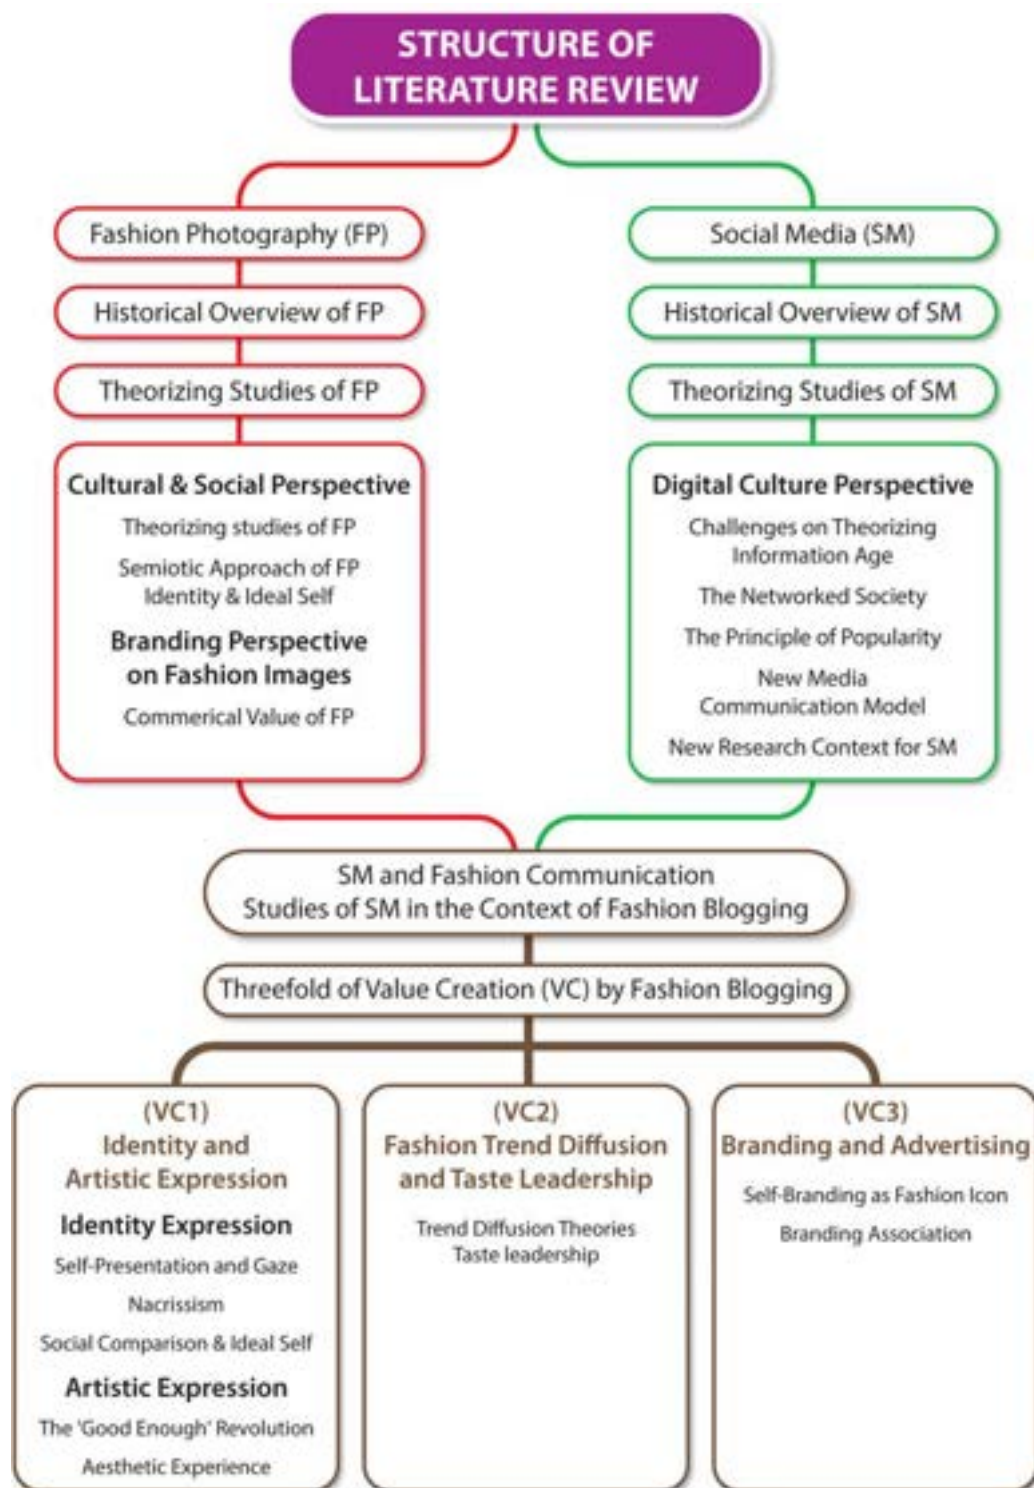 STRUCTURE OF
LITERATURE REVIEW
Fashion Photography (FP)
Historical Overview of FP
Theorizing Studies of FP
Cultural & Social Perspective
Theorizing studies of FP
Semiotic Approach of FP
Identity & Ideal Self
Branding Perspective
on Fashion Images
Commerical Value of FP
Social Media (SM)
Historical Overview of SM
Theorizing Studies of SM
Digital Culture Perspective
Challenges on Theorizing
Information Age
The Networked Society
The Principle of Popularity
New Media
Communication Model
New Research Context for SM
SM and Fashion Communication
Studies of SM in the Context of Fashion Blogging
Threefold of Value Creation (VC) by Fashion Blogging
(VC1)
Identity and
Artistic Expression
Identity Expression
Self-Presentation and Gaze
Nacrissism
Social Comparison & Ideal Self
Artistic Expression
The 'Good Enough' Revolution
Aesthetic Experience
(VC2)
Fashion Trend Diffusion
and Taste Leadership
Trend Diffusion Theories
Taste leadership
(VC3)
Branding and Advertising
Self-Branding as Fashion Icon
Branding Association